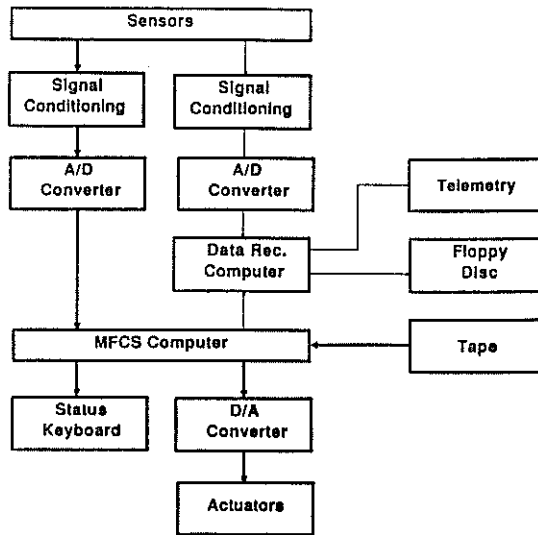 Sensors
Signal
Conditioning
Signal
Conditioning
A/D
Converter
A/D
Converter
Telemetry
Data Rec.
Computer
Floppy
Disc
MFCS Computer
Tape
Status
Keyboard
D/A
Converter
Actuators